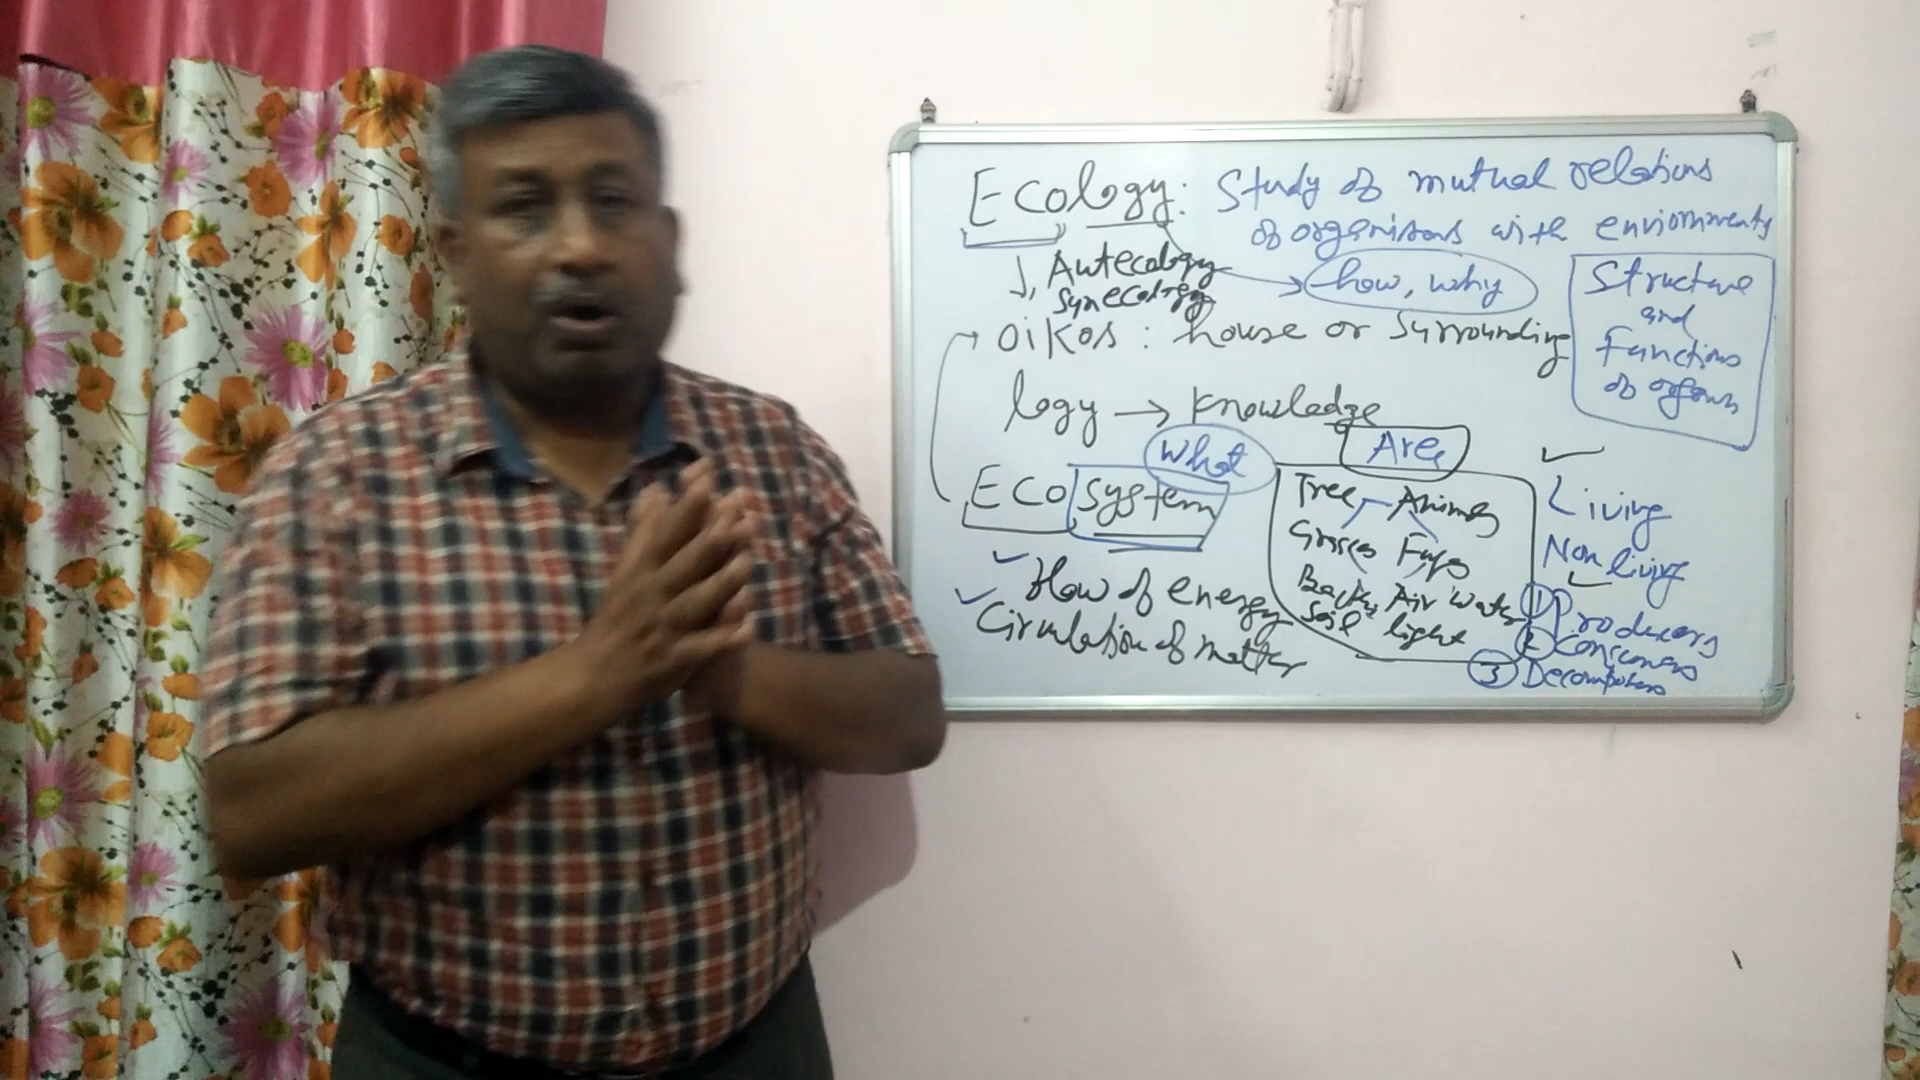 Ecology: Study of mutual relations
of organisms with enviornments
Autecology
Synecology
how, why
Structure
and
Functions
of organs
Oikos : house or Surrounding
logy → Knowledge
What
Area
Eco system
Tree Animals
Grasses
Air Water
Soil light
Living
Non living
Flow of energy
Circulation of matter
1 Producers
2 Consumers
3 Decomposers